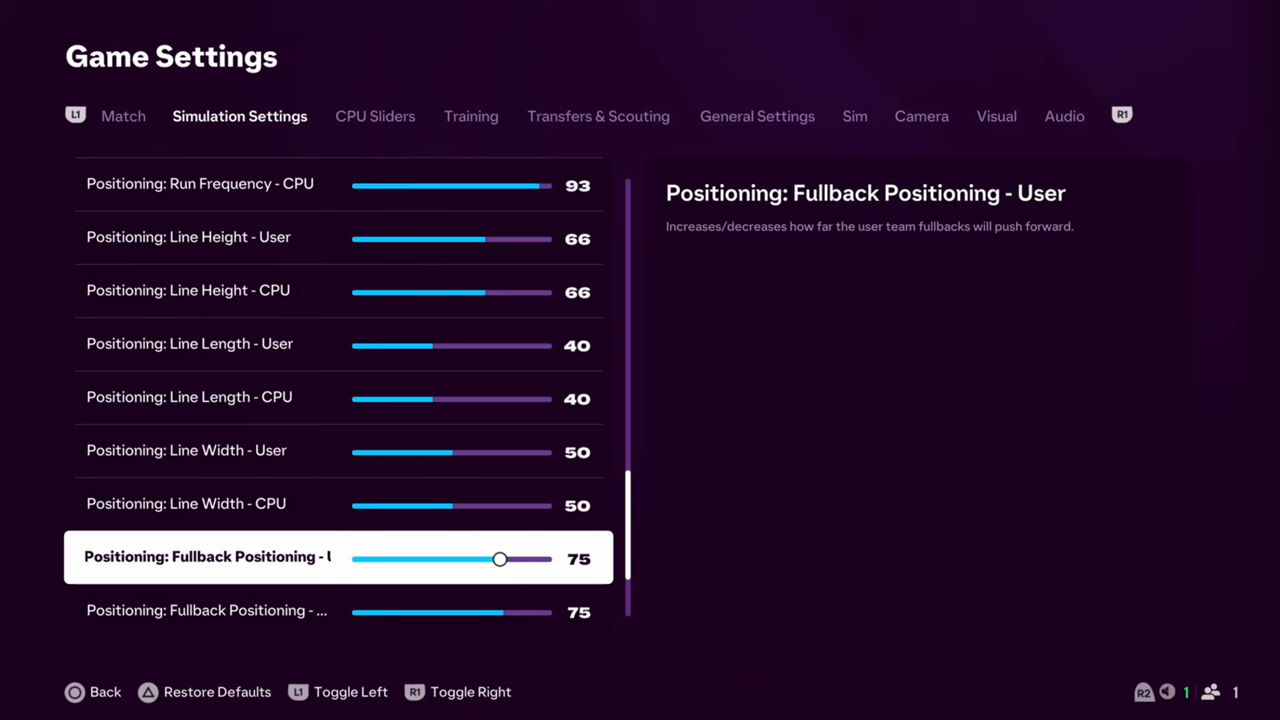 Game Settings
L1 Match Simulation Settings CPU Sliders Training Transfers & Scouting General Settings Sim Camera Visual Audio R1
Positioning: Run Frequency - CPU 93
Positioning: Line Height - User 66
Positioning: Line Height - CPU 66
Positioning: Line Length - User 40
Positioning: Line Length - CPU 40
Positioning: Line Width - User 50
Positioning: Line Width - CPU 50
Positioning: Fullback Positioning - U 75
Positioning: Fullback Positioning - ... 75
Positioning: Fullback Positioning - User
Increases/decreases how far the user team fullbacks will push forward.
Back Restore Defaults L1 Toggle Left R1 Toggle Right
R2 1 1